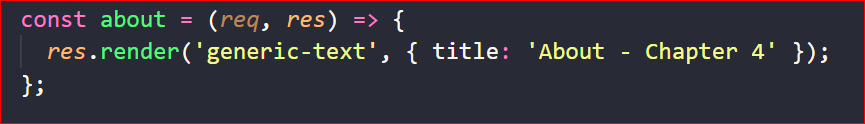 const about = (req, res) => {
  res.render('generic-text', { title: 'About - Chapter 4' });
};